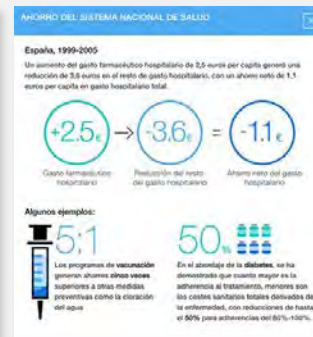 AHORRO DEL SISTEMA NACIONAL DE SALUD
España, 1999-2005
Un aumento del gasto farmacéutico hospitalario de 2,5 euros per capita generó una
reducción de 3,6 euros en el resto de gasto hospitalario, con un ahorro neto de 1,1
euros per capita en gasto hospitalario total.
+2.5€ → -3.6€ = -1.1€
Gasto farmacéutico
hospitalario
Reducción del resto
del gasto hospitalario
Ahorro neto del gasto
hospitalario
Algunos ejemplos:
5:1
Los programas de vacunación
generan ahorros cinco veces
superiores a otras medidas
preventivas como la cloración
del agua
50%
En el abordaje de la diabetes, se ha
demostrado que cuanto mayor es la
adherencia al tratamiento, menores son
los costes sanitarios totales derivados de
la enfermedad, con reducciones de hasta
el 50% para adherencias del 80%-100%.